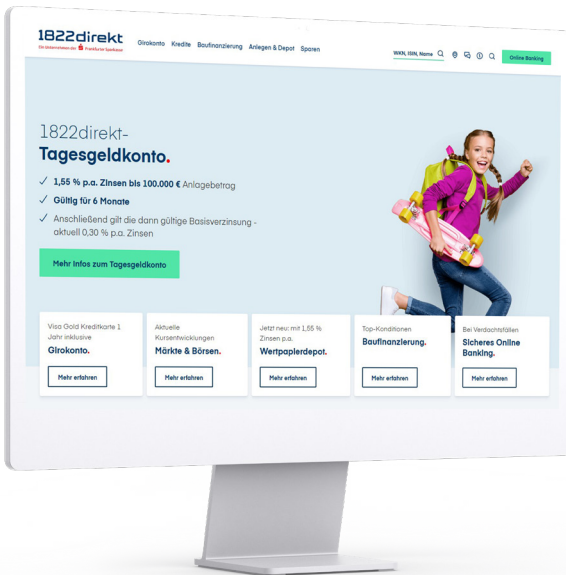 1822direkt
Ein Unternehmen der Frankfurter Sparkasse
Girokonto Kredite Baufinanzierung Anlegen & Depot Sparen
WKN, ISIN, Name
Online Banking
1822direkt-
Tagesgeldkonto.
1,55 % p.a. Zinsen bis 100.000 € Anlagebetrag
Gültig für 6 Monate
Anschließend gilt die dann gültige Basisverzinsung -
aktuell 0,30 % p.a. Zinsen
Mehr Infos zum Tagesgeldkonto
Visa Gold Kreditkarte 1
Jahr inklusive
Girokonto.
Mehr erfahren
Aktuelle
Kursentwicklungen
Märkte & Börsen.
Mehr erfahren
Jetzt neu: mit 1,55 %
Zinsen p.a.
Wertpapierdepot.
Mehr erfahren
Top-Konditionen
Baufinanzierung.
Mehr erfahren
Bei Verdachtsfällen
Sicheres Online
Banking.
Mehr erfahren